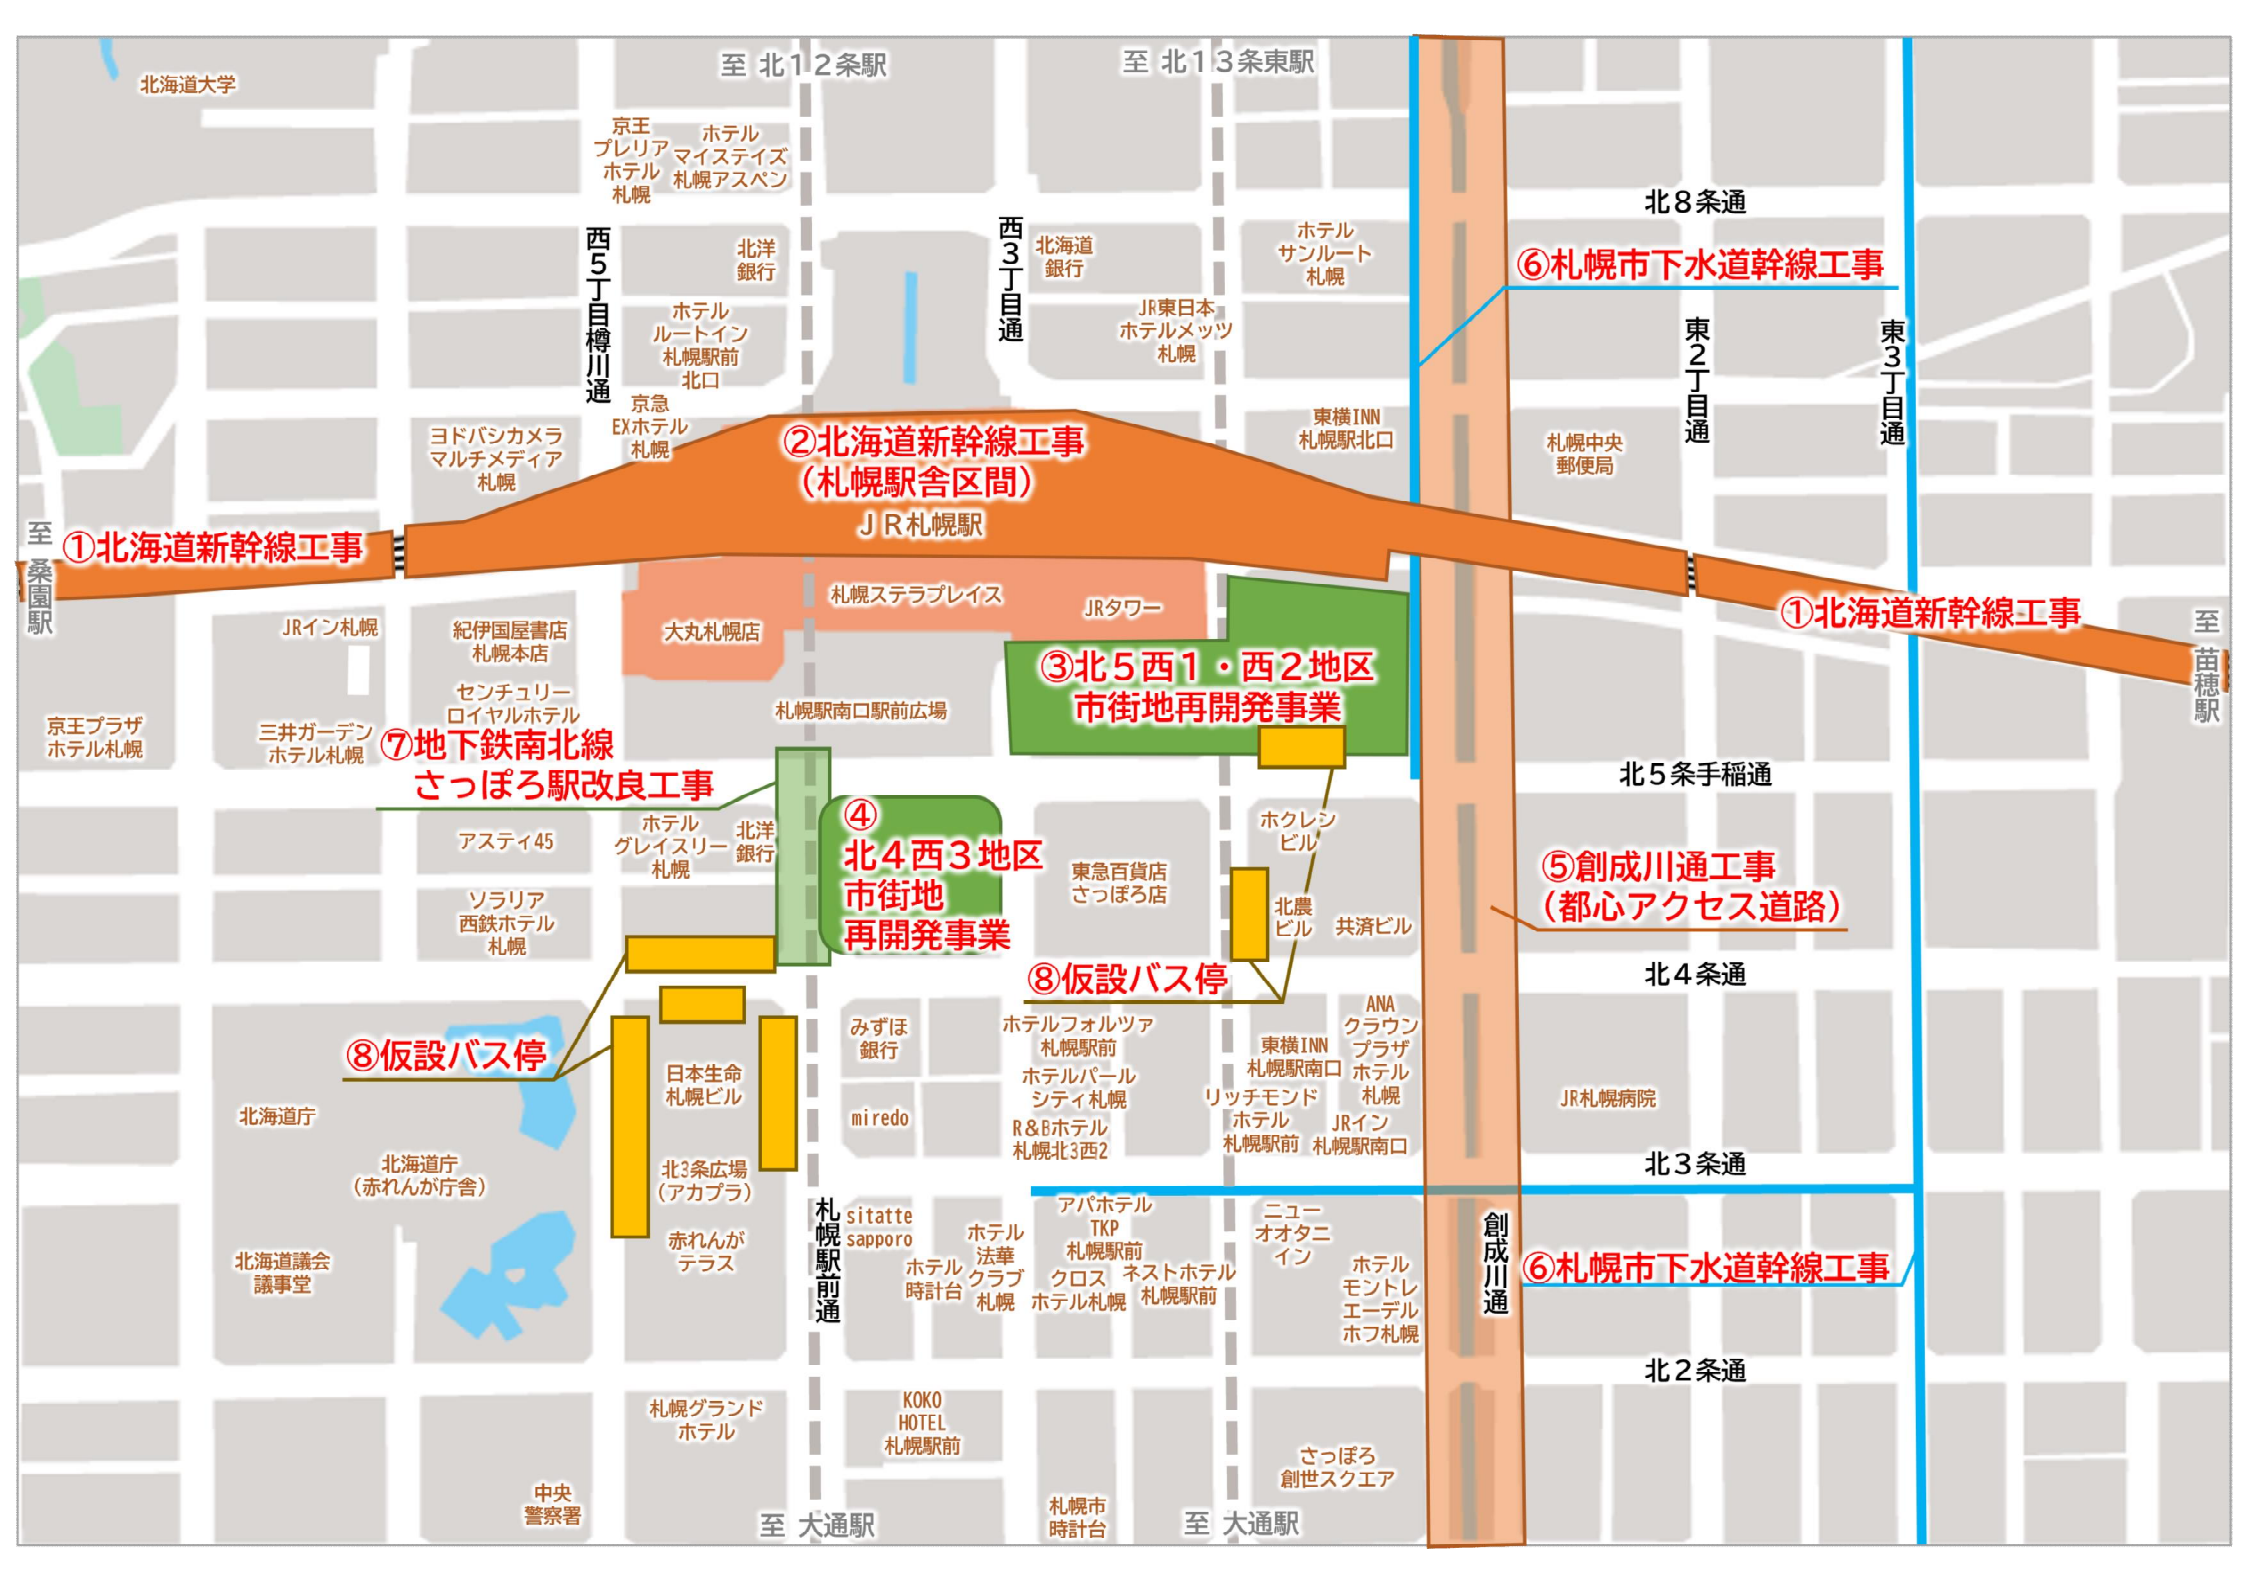 至 北12条駅
至 北13条東駅
北海道大学
京王
プレリア
ホテル
札幌
ホテル
マイステイズ
札幌アスペン
北8条通
西5丁目樽川通
北洋
銀行
西3丁目通
北海道
銀行
ホテル
サンルート
札幌
⑥札幌市下水道幹線工事
ホテル
ルートイン
札幌駅前
北口
JR東日本
ホテルメッツ
札幌
東2丁目通
東3丁目通
京急
EXホテル
札幌
ヨドバシカメラ
マルチメディア
札幌
②北海道新幹線工事
（札幌駅舎区間）
JR札幌駅
東横INN
札幌駅北口
札幌中央
郵便局
至 桑園駅
①北海道新幹線工事
①北海道新幹線工事
至 苗穂駅
札幌ステラプレイス
JRタワー
大丸札幌店
JRイン札幌
紀伊国屋書店
札幌本店
③北5西1・西2地区
市街地再開発事業
センチュリー
ロイヤルホテル
札幌駅南口駅前広場
京王プラザ
ホテル札幌
三井ガーデン
ホテル札幌
⑦地下鉄南北線
さっぽろ駅改良工事
北5条手稲通
④
北4西3地区
市街地
再開発事業
アスティ45
ホテル
グレイスリー
札幌
北洋
銀行
ホクレン
ビル
東急百貨店
さっぽろ店
⑤創成川通工事
（都心アクセス道路）
ソラリア
西鉄ホテル
札幌
北農
ビル
共済ビル
⑧仮設バス停
北4条通
⑧仮設バス停
みずほ
銀行
ホテルフォルツァ
札幌駅前
ANA
クラウン
プラザ
ホテル
札幌
東横INN
札幌駅南口
日本生命
札幌ビル
ホテルパール
シティ札幌
リッチモンド
ホテル
札幌駅前
JR札幌病院
北海道庁
miredo
R&Bホテル
札幌北3西2
JRイン
札幌駅南口
北海道庁
（赤れんが庁舎）
北3条広場
（アカプラ）
北3条通
札幌駅前通
sitatte
sapporo
アパホテル
TKP
札幌駅前
ニュー
オオタニ
イン
創成川通
赤れんが
テラス
ホテル
法華
クラブ
札幌
北海道議会
議事堂
ホテル
時計台
クロス
ホテル札幌
ネストホテル
札幌駅前
ホテル
モントレ
エーデル
ホフ札幌
⑥札幌市下水道幹線工事
北2条通
札幌グランド
ホテル
KOKO
HOTEL
札幌駅前
さっぽろ
創世スクエア
中央
警察署
札幌市
時計台
至 大通駅
至 大通駅